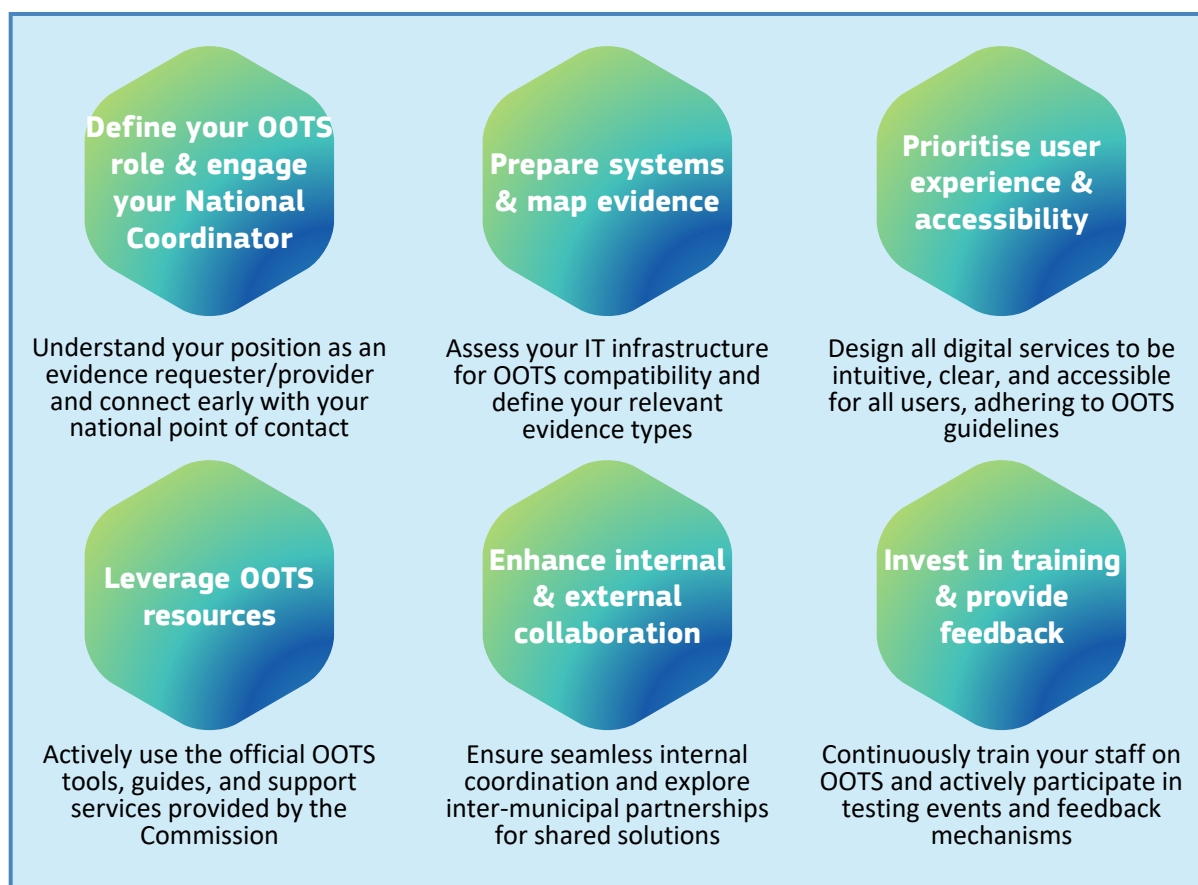 Define your OOTS
role & engage
your National
Coordinator
Understand your position as an
evidence requester/provider
and connect early with your
national point of contact
Prepare systems
& map evidence
Assess your IT infrastructure
for OOTS compatibility and
define your relevant
evidence types
Prioritise user
experience &
accessibility
Design all digital services to be
intuitive, clear, and accessible
for all users, adhering to OOTS
guidelines
Leverage OOTS
resources
Actively use the official OOTS
tools, guides, and support
services provided by the
Commission
Enhance internal
& external
collaboration
Ensure seamless internal
coordination and explore
inter-municipal partnerships
for shared solutions
Invest in training
& provide
feedback
Continuously train your staff on
OOTS and actively participate in
testing events and feedback
mechanisms